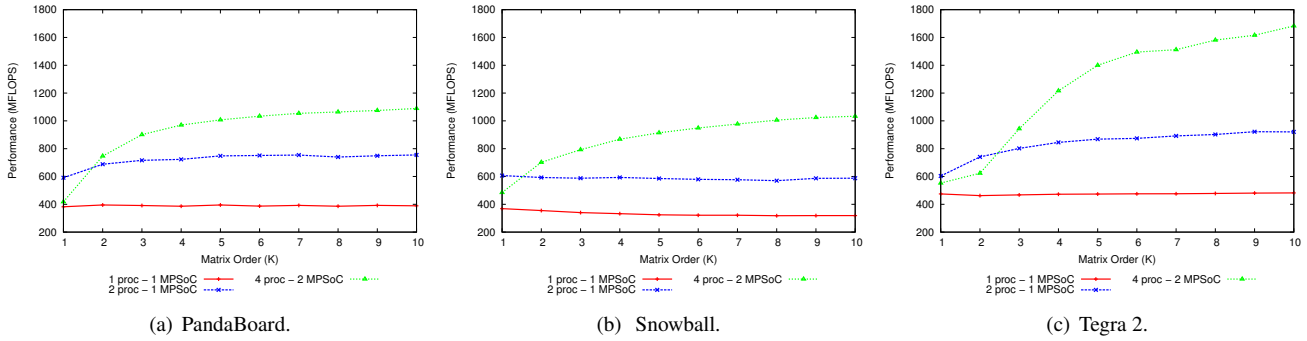 1800
1600
1400
1200
1000
800
600
400
200
Performance (MFLOPS)
1 2 3 4 5 6 7 8 9 10
Matrix Order (K)
1 proc − 1 MPSoC
2 proc − 1 MPSoC
4 proc − 2 MPSoC
(a) PandaBoard.
1800
1600
1400
1200
1000
800
600
400
200
Performance (MFLOPS)
1 2 3 4 5 6 7 8 9 10
Matrix Order (K)
1 proc − 1 MPSoC
2 proc − 1 MPSoC
4 proc − 2 MPSoC
(b) Snowball.
1800
1600
1400
1200
1000
800
600
400
200
Performance (MFLOPS)
1 2 3 4 5 6 7 8 9 10
Matrix Order (K)
1 proc − 1 MPSoC
2 proc − 1 MPSoC
4 proc − 2 MPSoC
(c) Tegra 2.